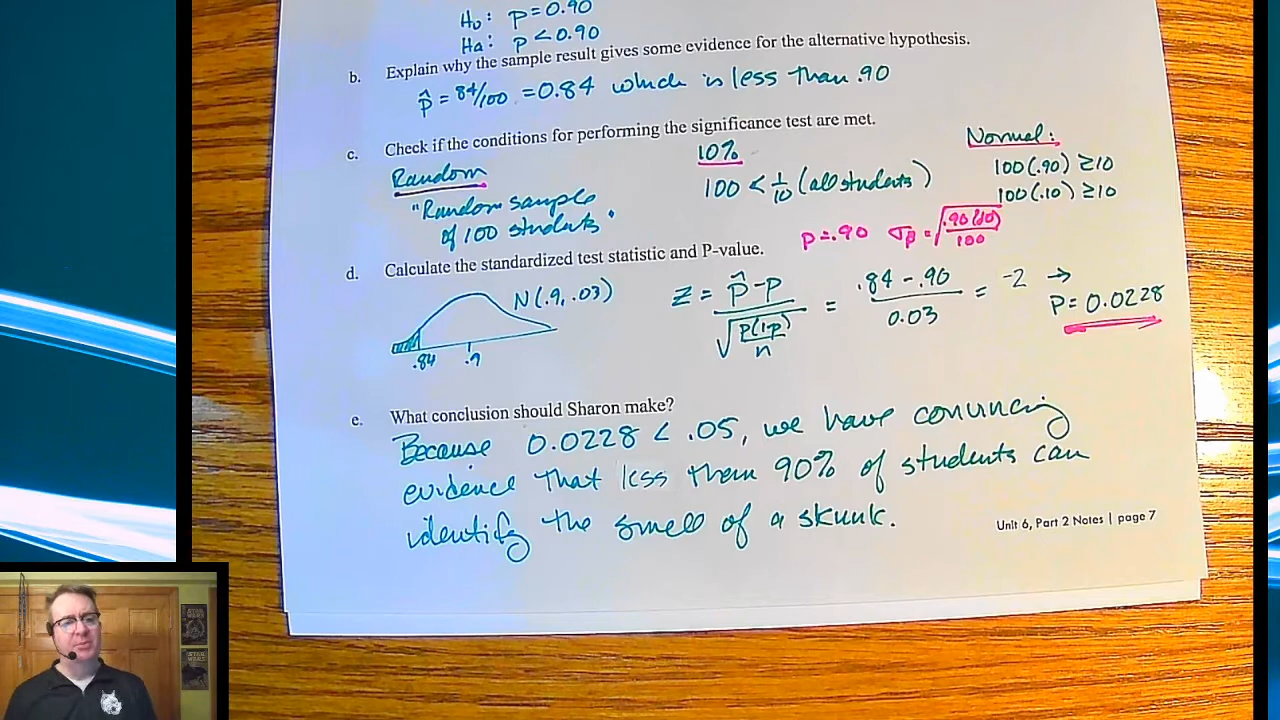 H₀: p=0.90
Ha: p<0.90
b. Explain why the sample result gives some evidence for the alternative hypothesis.
p̂ = 84/100 = 0.84 which is less than .90
c. Check if the conditions for performing the significance test are met.
Random
"Random sample
of 100 students"
10%
100 < 1/10 (all students)
Normal:
100(.90) ≥10
100(.10) ≥10
p=.90 σp̂ = √(.90(.10)/100)
d. Calculate the standardized test statistic and P-value.
N(.9, .03)
.84 .9
Z = (p̂-p)/√(p(1-p)/n) = (.84 - .90)/0.03 = -2 →
P= 0.0228
e. What conclusion should Sharon make?
Because 0.0228 < .05, we have convincing
evidence that less than 90% of students can
identify the smell of a skunk.
Unit 6, Part 2 Notes | page 7
STAR WARS
STAR WARS